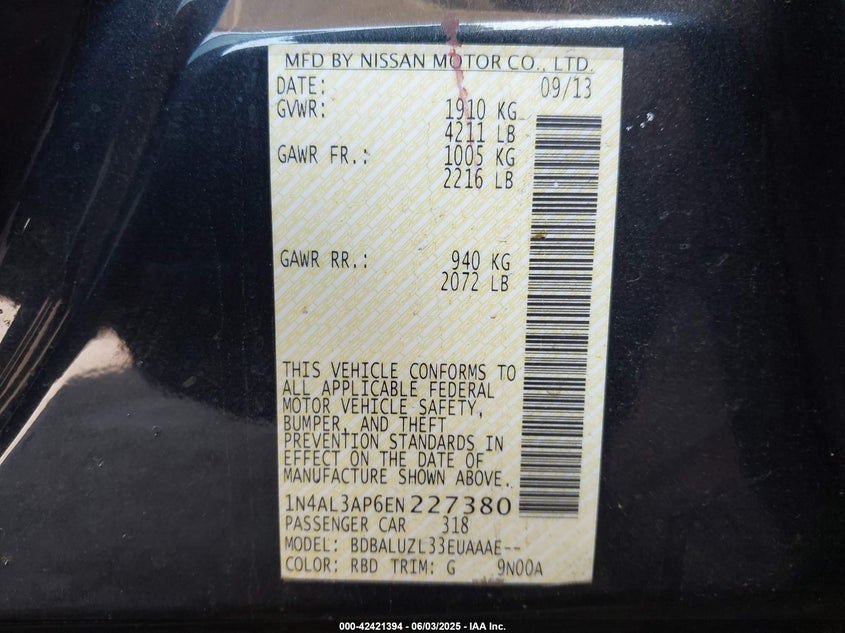 MFD BY NISSAN MOTOR CO., LTD.
DATE: 09/13
GVWR: 1910 KG
4211 LB
GAWR FR.: 1005 KG
2216 LB
GAWR RR.: 940 KG
2072 LB
THIS VEHICLE CONFORMS TO
ALL APPLICABLE FEDERAL
MOTOR VEHICLE SAFETY,
BUMPER, AND THEFT
PREVENTION STANDARDS IN
EFFECT ON THE DATE OF
MANUFACTURE SHOWN ABOVE.
1N4AL3AP6EN227380
PASSENGER CAR 318
MODEL: BDBALUZL33EUAAAE--
COLOR: RBD TRIM: G 9N00A
000-42421394 - 06/03/2025 - IAA Inc.